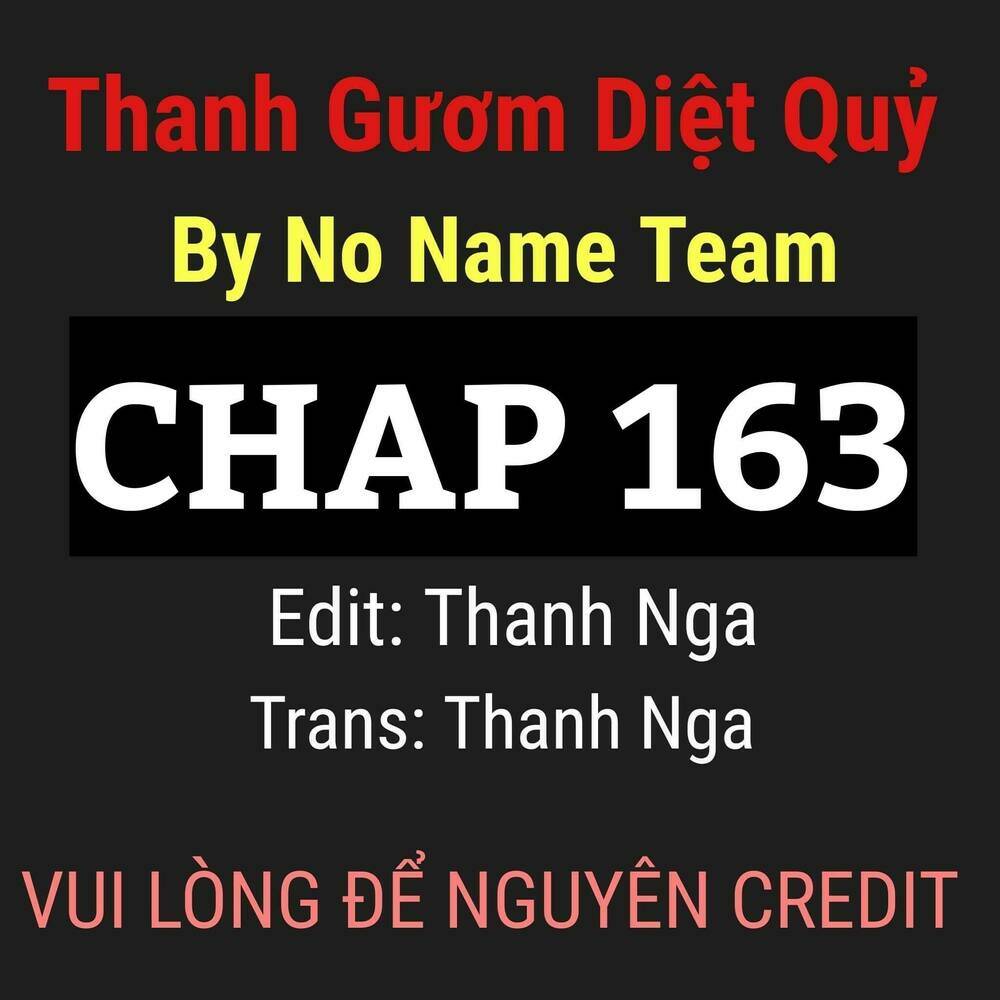 Thanh Gươm Diệt Quỷ
By No Name Team
CHAP 163
Edit: Thanh Nga
Trans: Thanh Nga
VUI LÒNG ĐỂ NGUYÊN CREDIT